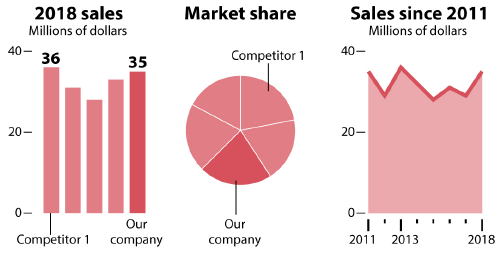 2018 sales
Millions of dollars
40
36
35
20
0
Competitor 1
Our
company
Market share
Competitor 1
Our
company
Sales since 2011
Millions of dollars
40
20
0
2011
2013
2018